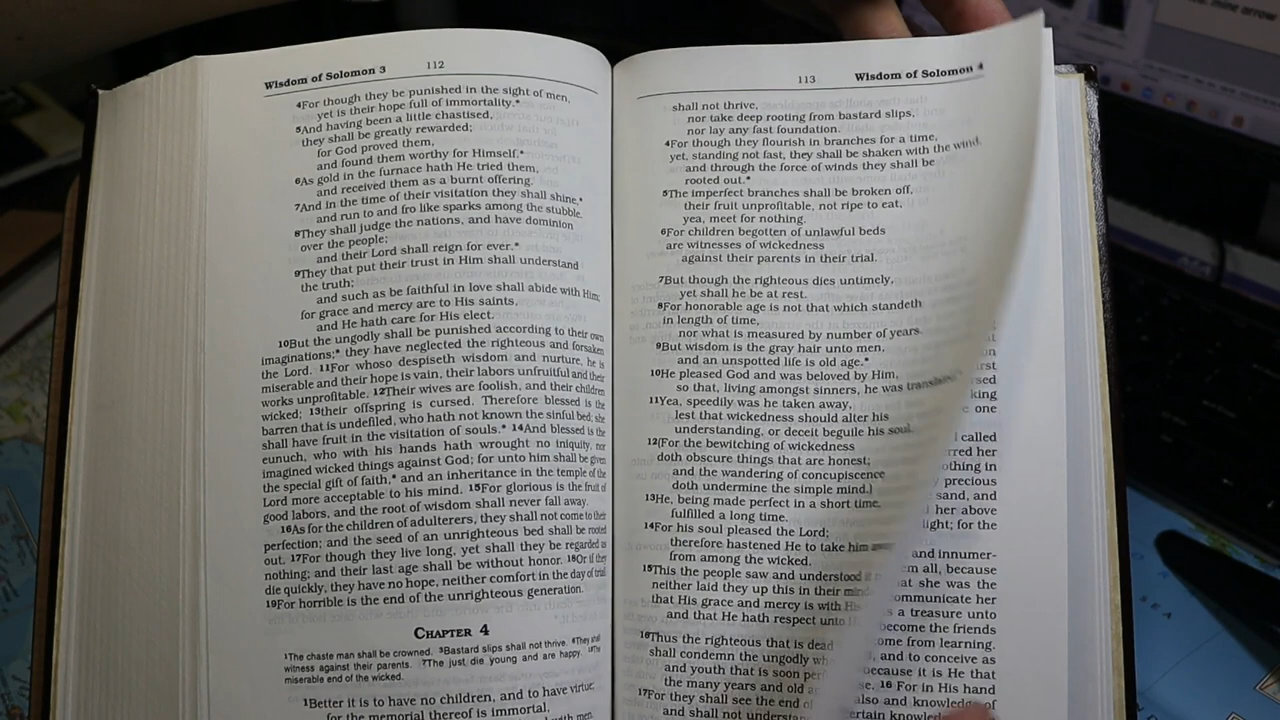 Wisdom of Solomon 3
112
4For though they be punished in the sight of men,
yet is their hope full of immortality.*
5And having been a little chastised,
they shall be greatly rewarded;
for God proved them,
and found them worthy for Himself.*
6As gold in the furnace hath He tried them,
and received them as a burnt offering.
7And in the time of their visitation they shall shine,*
and run to and fro like sparks among the stubble.
8They shall judge the nations, and have dominion
over the people;
and their Lord shall reign for ever.*
9They that put their trust in Him shall understand
the truth;
and such as be faithful in love shall abide with Him;
for grace and mercy are to His saints,
and He hath care for His elect.
10But the ungodly shall be punished according to their own
imaginations;* they have neglected the righteous and forsaken
the Lord. 11For whoso despiseth wisdom and nurture, he is
miserable and their hope is vain, their labors unfruitful and their
works unprofitable. 12Their wives are foolish, and their children
wicked; 13their offspring is cursed. Therefore blessed is the
barren that is undefiled, who hath not known the sinful bed; she
shall have fruit in the visitation of souls.* 14And blessed is the
eunuch, who with his hands hath wrought no iniquity, nor
imagined wicked things against God; for unto him shall be given
the special gift of faith,* and an inheritance in the temple of the
Lord more acceptable to his mind. 15For glorious is the fruit of
good labors, and the root of wisdom shall never fall away.
16As for the children of adulterers, they shall not come to their
perfection; and the seed of an unrighteous bed shall be rooted
out. 17For though they live long, yet shall they be regarded as
nothing; and their last age shall be without honor. 18Or if they
die quickly, they have no hope, neither comfort in the day of trial.
19For horrible is the end of the unrighteous generation.
CHAPTER 4
1The chaste man shall be crowned. 3Bastard slips shall not thrive. 6They shall
witness against their parents. 7The just die young and are happy. The
miserable end of the wicked.
1Better it is to have no children, and to have virtue;
for the memorial thereof is immortal,
with men.
113
Wisdom of Solomon 4
shall not thrive,
nor take deep rooting from bastard slips,
nor lay any fast foundation.
4For though they flourish in branches for a time,
yet, standing not fast, they shall be shaken with the wind,
and through the force of winds they shall be
rooted out.*
5The imperfect branches shall be broken off,
their fruit unprofitable, not ripe to eat,
yea, meet for nothing.
6For children begotten of unlawful beds
are witnesses of wickedness
against their parents in their trial.
7But though the righteous dies untimely,
yet shall he be at rest.
8For honorable age is not that which standeth
in length of time,
nor what is measured by number of years.
9But wisdom is the gray hair unto men,
and an unspotted life is old age.*
10He pleased God and was beloved by Him,
so that, living amongst sinners, he was translated
11Yea, speedily was he taken away,
lest that wickedness should alter his
understanding, or deceit beguile his soul.
12(For the bewitching of wickedness
doth obscure things that are honest;
and the wandering of concupiscence
doth undermine the simple mind.)
13He, being made perfect in a short time,
fulfilled a long time.
14For his soul pleased the Lord;
therefore hastened He to take him
from among the wicked.
15This the people saw and understood
neither laid they up this in their
that His grace and mercy is with
and that He hath respect unto
16Thus the righteous that is dead
shall condemn the ungodly
and youth that is soon
the many years and old
17For they shall see the end
and shall not
on
king
one
called
her
in
precious
sand, and
her above
for the
and innumer-
all, because
she was the
her
a treasure unto
become the friends
from learning.
and to conceive as
because it is He that
16 For in His hand
also and knowledge of
mine arrow
SEA